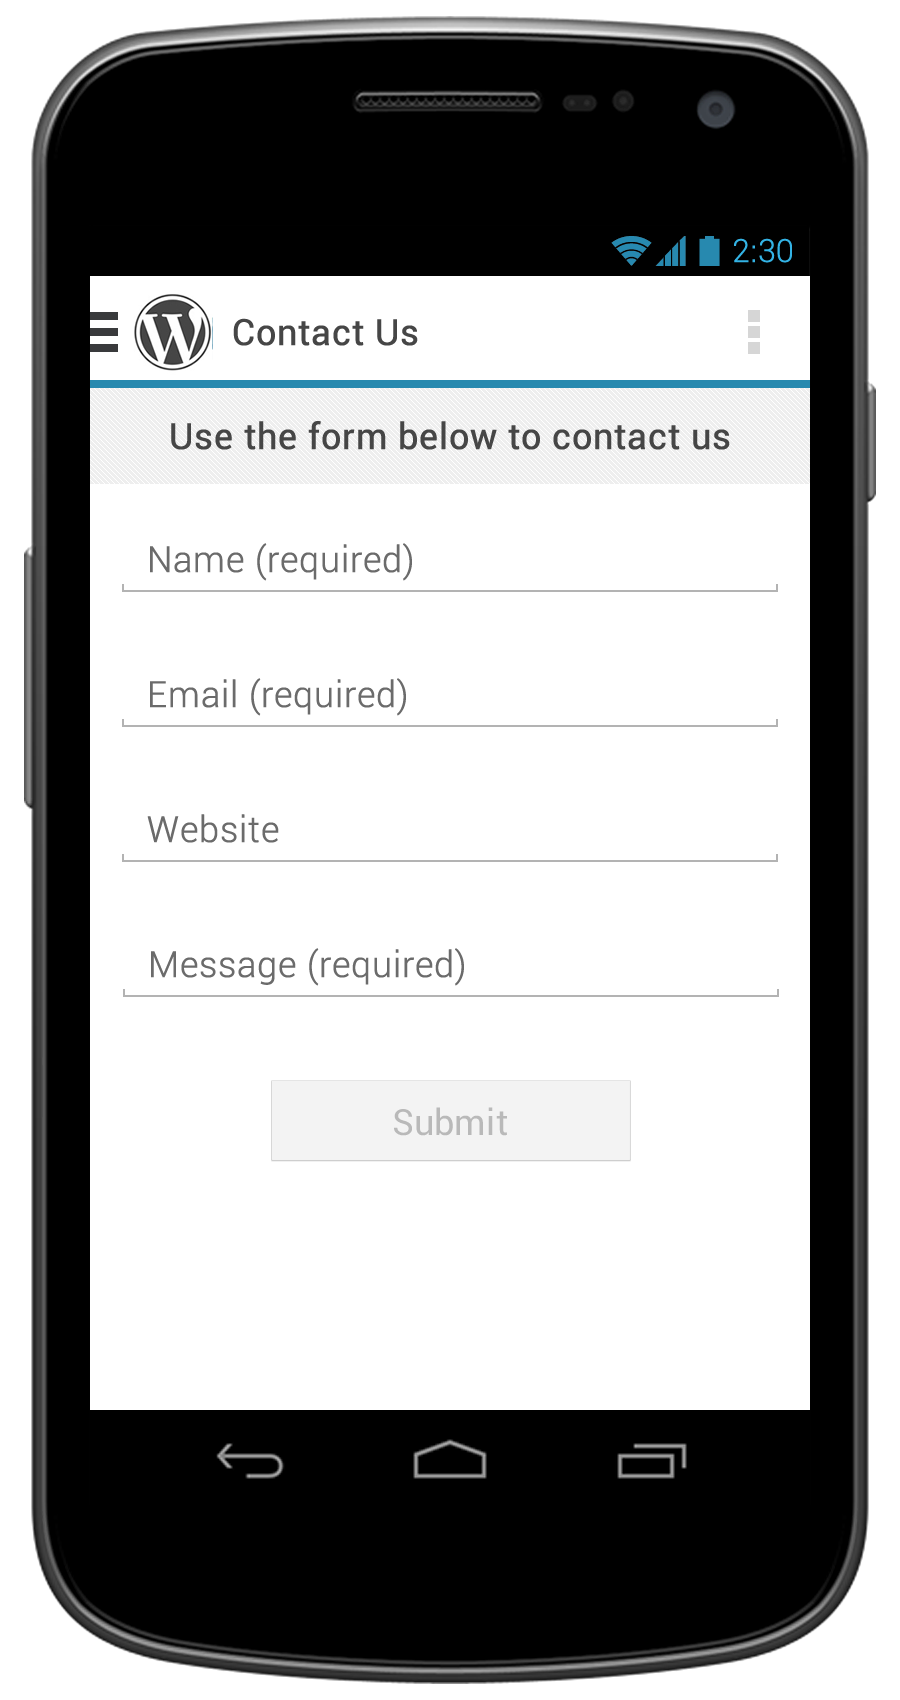 2:30
Contact Us
Use the form below to contact us
Name (required)
Email (required)
Website
Message (required)
Submit